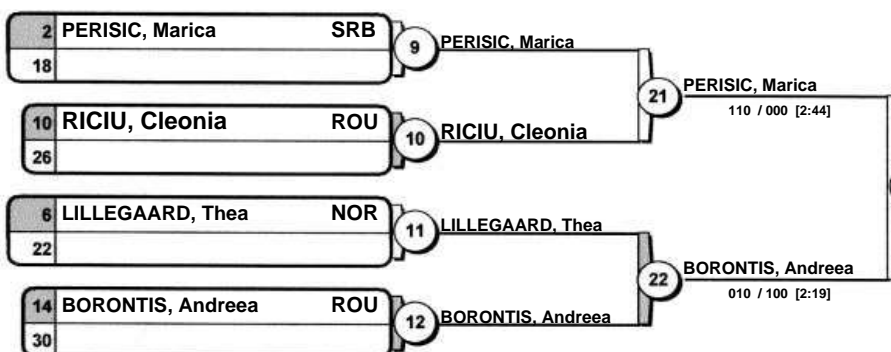 2 PERISIC, Marica SRB
18
9
PERISIC, Marica
10 RICIU, Cleonia ROU
26
10
RICIU, Cleonia
21
PERISIC, Marica
110 / 000 [2:44]
6 LILLEGAARD, Thea NOR
22
11
LILLEGAARD, Thea
14 BORONTIS, Andreea ROU
30
12
BORONTIS, Andreea
22
BORONTIS, Andreea
010 / 100 [2:19]